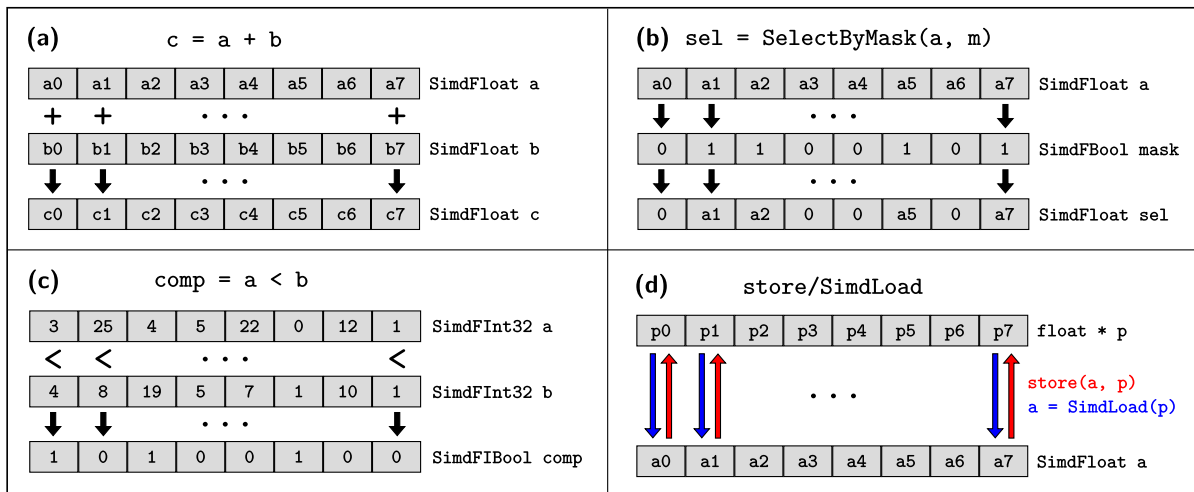 (a) c = a + b
a0 a1 a2 a3 a4 a5 a6 a7 SimdFloat a
+ + · · · +
b0 b1 b2 b3 b4 b5 b6 b7 SimdFloat b
· · ·
c0 c1 c2 c3 c4 c5 c6 c7 SimdFloat c
(b) sel = SelectByMask(a, m)
a0 a1 a2 a3 a4 a5 a6 a7 SimdFloat a
· · ·
0 1 1 0 0 1 0 1 SimdFBool mask
· · ·
0 a1 a2 0 0 a5 0 a7 SimdFloat sel
(c) comp = a < b
3 25 4 5 22 0 12 1 SimdFInt32 a
< < · · · <
4 8 19 5 7 1 10 1 SimdFInt32 b
· · ·
1 0 1 0 0 1 0 0 SimdFIBool comp
(d) store/SimdLoad
p0 p1 p2 p3 p4 p5 p6 p7 float * p
store(a, p)
· · · a = SimdLoad(p)
a0 a1 a2 a3 a4 a5 a6 a7 SimdFloat a